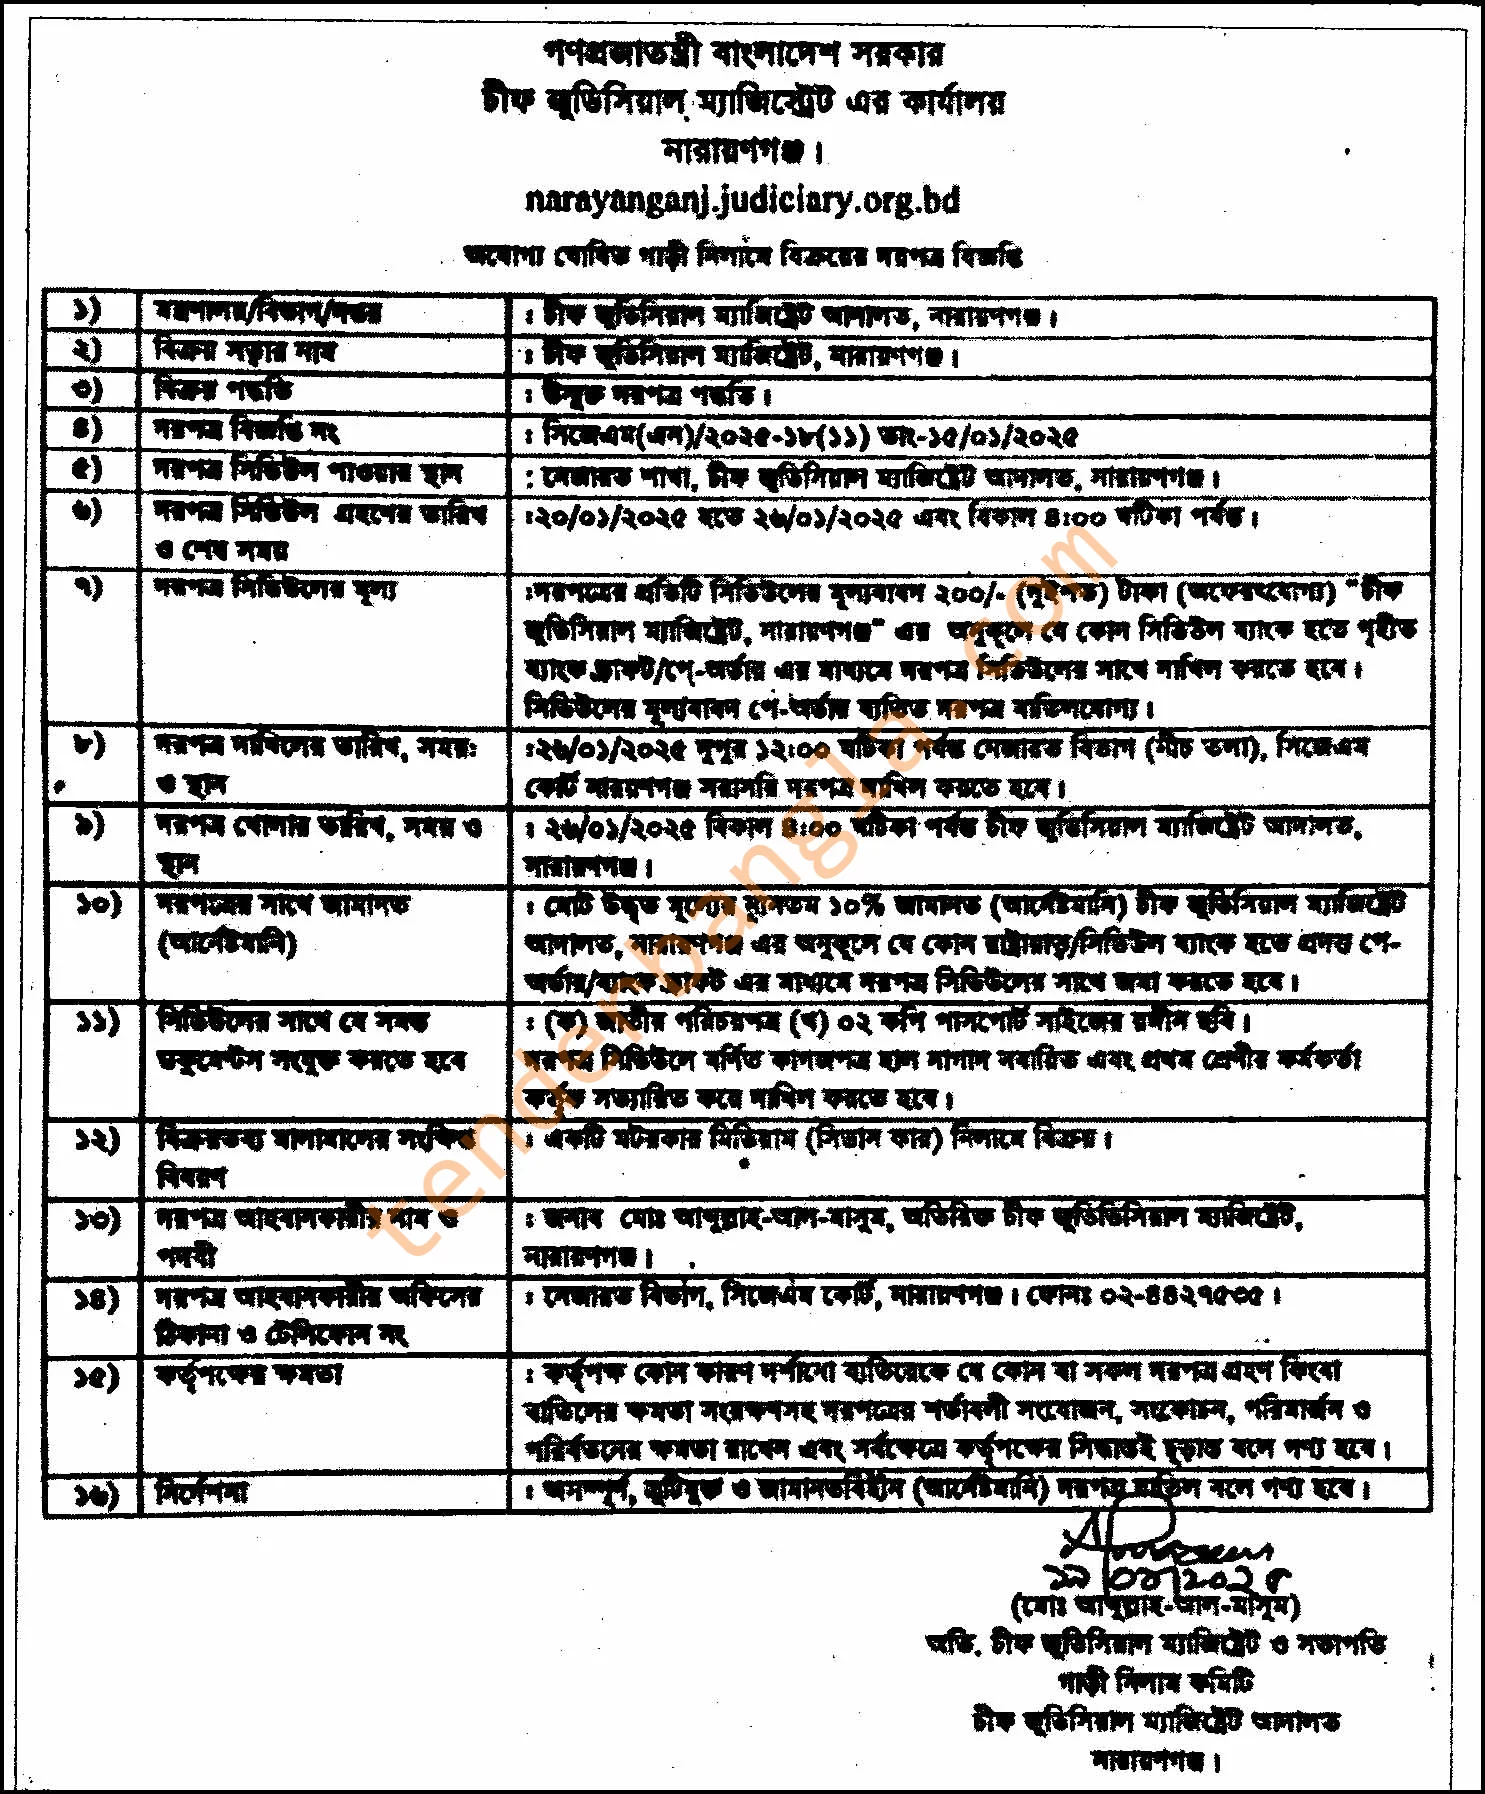 গণপ্রজাতন্ত্রী বাংলাদেশ সরকার
চীফ জুডিসিয়াল ম্যাজিস্ট্রেট এর কার্যালয়
নারায়ণগঞ্জ।
narayanganj.judiciary.org.bd
অযোগ্য ঘোষিত গাড়ী নিলামে বিক্রয়ের দরপত্র বিজ্ঞপ্তি
১) মন্ত্রণালয়/বিভাগ/দপ্তর : চীফ জুডিসিয়াল ম্যাজিস্ট্রেট আদালত, নারায়ণগঞ্জ।
২) বিক্রয় সত্ত্বার নাম : চীফ জুডিসিয়াল ম্যাজিস্ট্রেট, নারায়ণগঞ্জ।
৩) বিক্রয় পদ্ধতি : উন্মুক্ত দরপত্র পদ্ধতি।
৪) দরপত্র বিজ্ঞপ্তি নং : সিজেএম(এন)/২০২৫-১৮(১১) তাং-১৫/০১/২০২৫
৫) দরপত্র সিডিউল পাওয়ার স্থান : নেজারত শাখা, চীফ জুডিসিয়াল ম্যাজিস্ট্রেট আদালত, নারায়ণগঞ্জ।
৬) দরপত্র সিডিউল গ্রহণের তারিখ :২০/০১/২০২৫ হতে ২৬/০১/২০২৫ এবং বিকাল ৪:০০ ঘটিকা পর্যন্ত।
ও শেষ সময়
৭) দরপত্র সিডিউলের মূল্য :দরপত্রের প্রতিটি সিডিউলের মূল্যবাবদ ২০০/- (দুইশত) টাকা (অফেরৎযোগ্য) "চীফ
জুডিসিয়াল ম্যাজিস্ট্রেট, নারায়ণগঞ্জ" এর অনুকূলে যে কোন সিডিউল ব্যাংক হতে গৃহীত
ব্যাংক ড্রাফট/পে-অর্ডার এর মাধ্যমে দরপত্র সিডিউলের সাথে দাখিল করতে হবে।
সিডিউলের মূল্যবাবদ পে-অর্ডার ব্যতিত দরপত্র বাতিলযোগ্য।
৮) দরপত্র দাখিলের তারিখ, সময়ঃ :২৬/০১/২০২৫ দুপুর ১২:০০ ঘটিকা পর্যন্ত নেজারত বিভাগ (নীচ তলা), সিজেএম
ও স্থান কোর্ট নারায়ণগঞ্জ সরাসরি দরপত্র দাখিল করতে হবে।
৯) দরপত্র খোলার তারিখ, সময় ও : ২৬/০১/২০২৫ বিকাল ৪:০০ ঘটিকা পর্যন্ত চীফ জুডিসিয়াল ম্যাজিস্ট্রেট আদালত,
স্থান নারায়ণগঞ্জ।
১০) দরপত্রের সাথে জামানত : মোট উদ্ধৃত মূল্যের ন্যূনতম ১০% জামানত (আর্নেষ্টমানি) চীফ জুডিসিয়াল ম্যাজিস্ট্রেট
(আর্নেষ্টমানি) আদালত, নারায়ণগঞ্জ এর অনুকূলে যে কোন রাষ্ট্রায়াত্ব/সিডিউল ব্যাংক হতে প্রদত্ত পে-
অর্ডার/ব্যাংক ড্রাফট এর মাধ্যমে দরপত্র সিডিউলের সাথে জমা করতে হবে।
১১) সিডিউলের সাথে যে সমস্ত : (ক) জাতীয় পরিচয়পত্র (খ) ০২ কপি পাসপোর্ট সাইজের রঙ্গীন ছবি।
ডকুমেন্টস সংযুক্ত করতে হবে দরপত্র সিডিউলে বর্ণিত কাগজপত্র হাল নাগাদ নবায়িত এবং প্রথম শ্রেণীর কর্মকর্তা
কর্তৃক সত্যায়িত করে দাখিল করতে হবে।
১২) বিক্রয়তব্য মালামালের সংক্ষিপ্ত : একটি মটরকার মিডিয়াম (সিডান কার) নিলামে বিক্রয়।
বিবরণ
১৩) দরপত্র আহবানকারীর নাম ও : জনাব মোঃ আব্দুল্লাহ-আল-মাসুম, অতিরিক্ত চীফ জুডিডিসিয়াল ম্যাজিস্ট্রেট,
পদবী নারায়ণগঞ্জ।
১৪) দরপত্র আহবানকারীর অফিসের : নেজারত বিভাগ, সিজেএম কোর্ট, নারায়ণগঞ্জ। ফোনঃ ০২-৪৪২৭৫৩৫।
ঠিকানা ও টেলিফোন নং
১৫) কর্তৃপক্ষের ক্ষমতা : কর্তৃপক্ষ কোন কারণ দর্শানো ব্যতিরেকে যে কোন বা সকল দরপত্র গ্রহণ কিংবা
বাতিলের ক্ষমতা সংরক্ষণসহ দরপত্রের শর্তাবলী সংযোজন, সংকোচন, পরিমার্জন ও
পরির্বতনের ক্ষমতা রাখেন এবং সর্বক্ষেত্রে কর্তৃপক্ষের সিদ্ধান্তই চূড়ান্ত বলে গণ্য হবে।
১৬) নির্দেশনা : অসম্পূর্ণ, ত্রুটিযুক্ত ও জামানতবিহীন (আর্নেষ্টমানি) দরপত্র বাতিল বলে গণ্য হবে।
(মোঃ আব্দুল্লাহ-আল-মাসুম)
অতি. চীফ জুডিসিয়াল ম্যাজিস্ট্রেট ও সভাপতি
গাড়ী নিলাম কমিটি
চীফ জুডিসিয়াল ম্যাজিস্ট্রেট আদালত
নারায়ণগঞ্জ।
tenderbangla.com